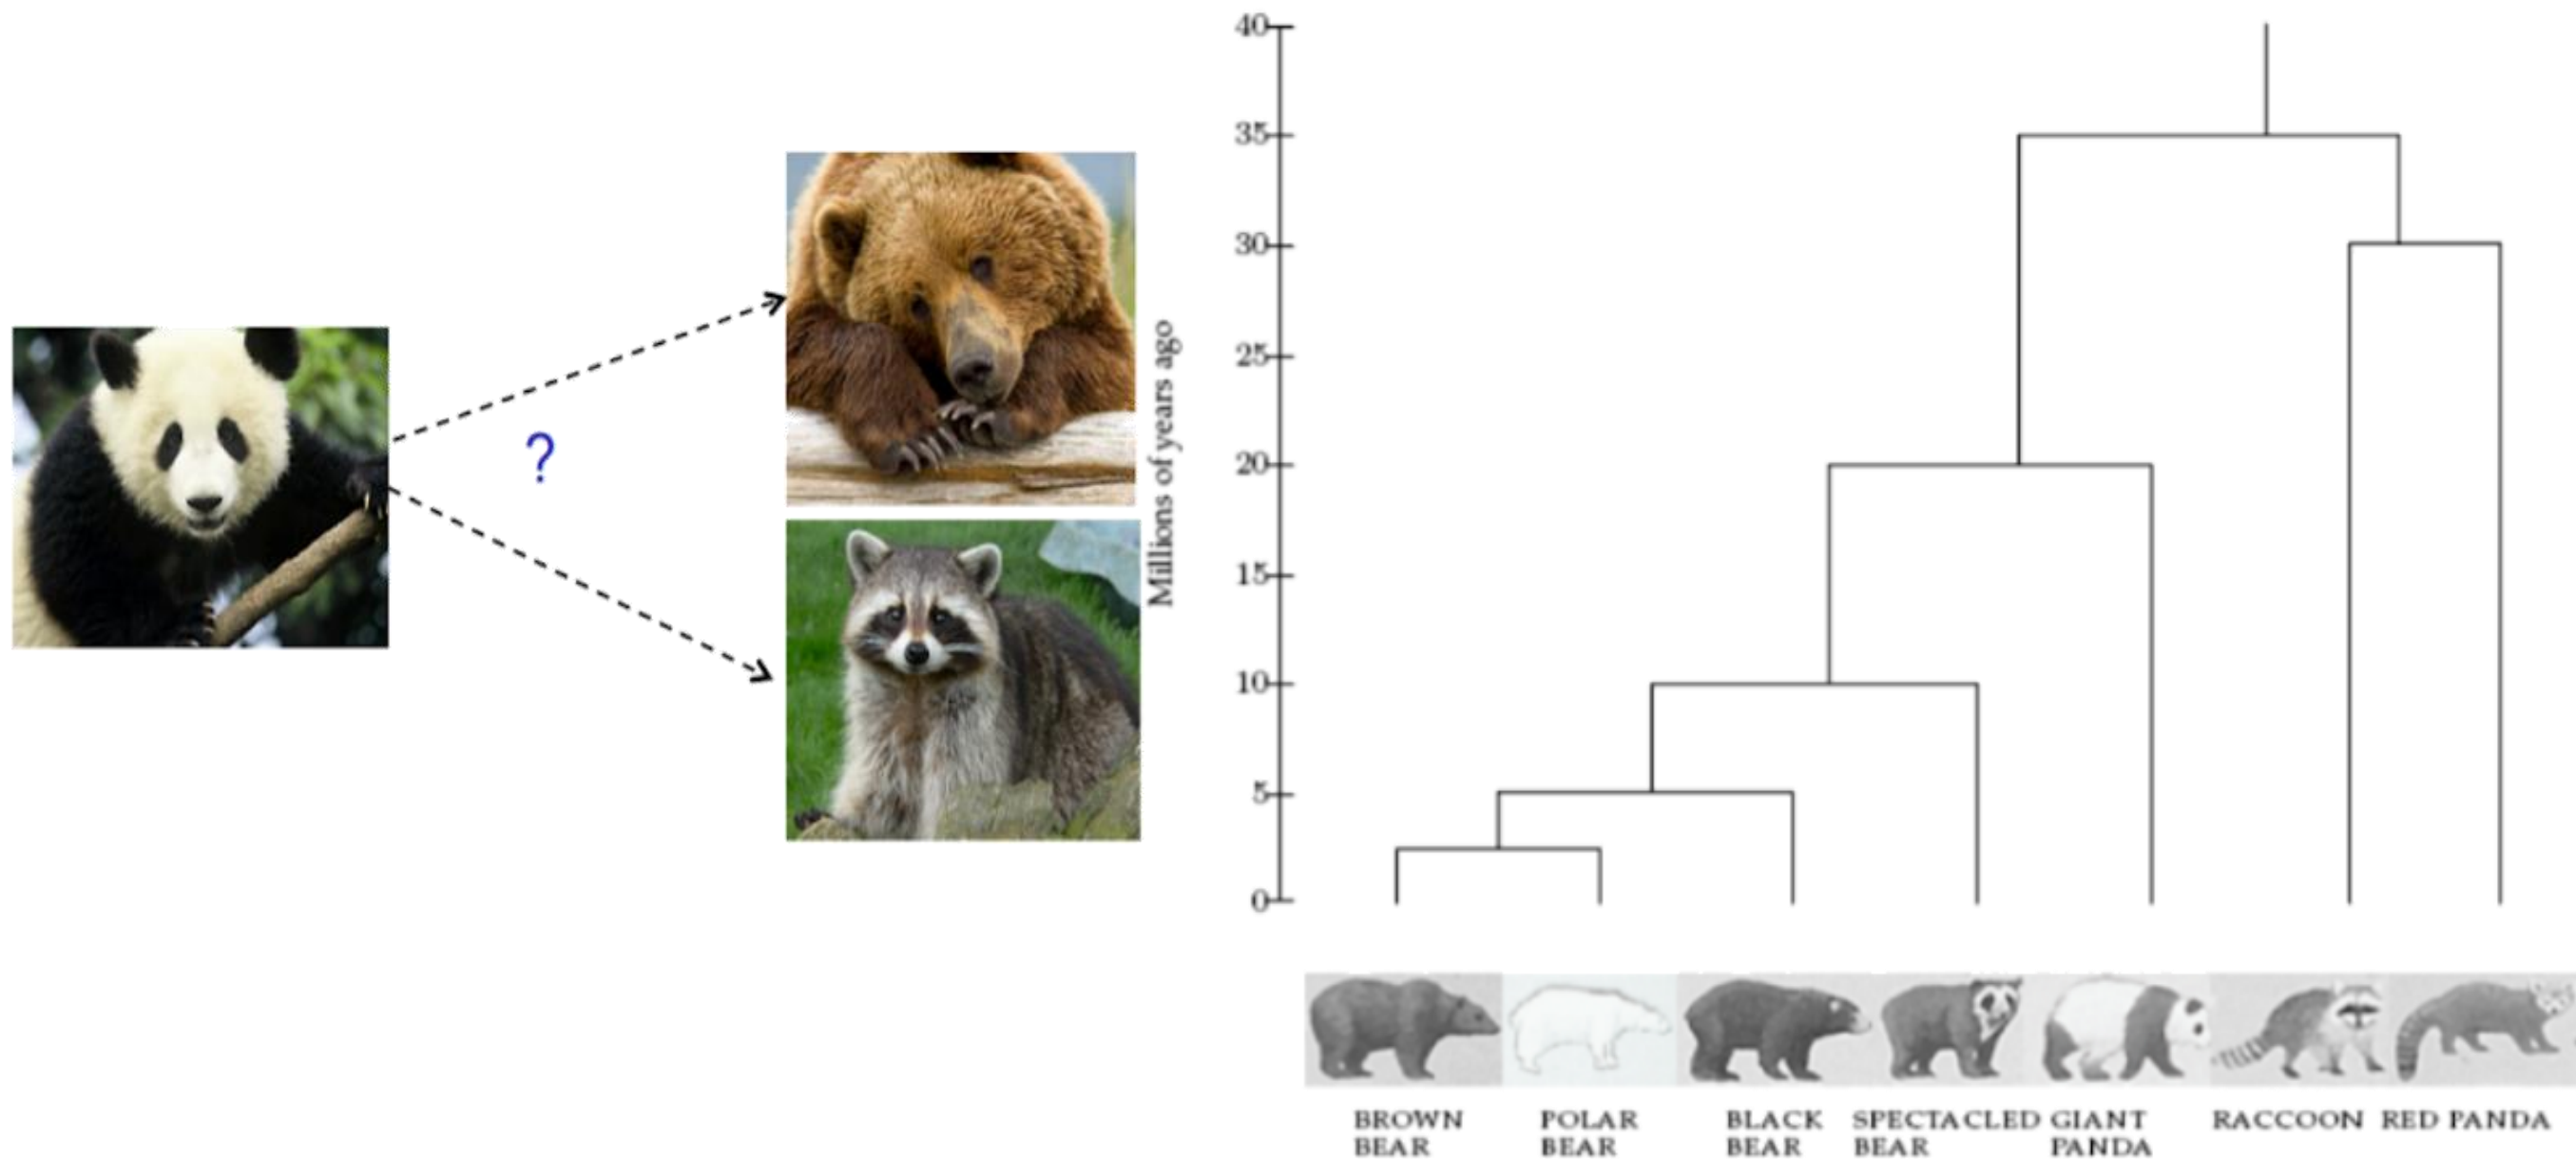 ?
Millions of years ago
40
35
30
25
20
15
10
5
0
BROWN
BEAR
POLAR
BEAR
BLACK
BEAR
SPECTACLED
BEAR
GIANT
PANDA
RACCOON
RED PANDA